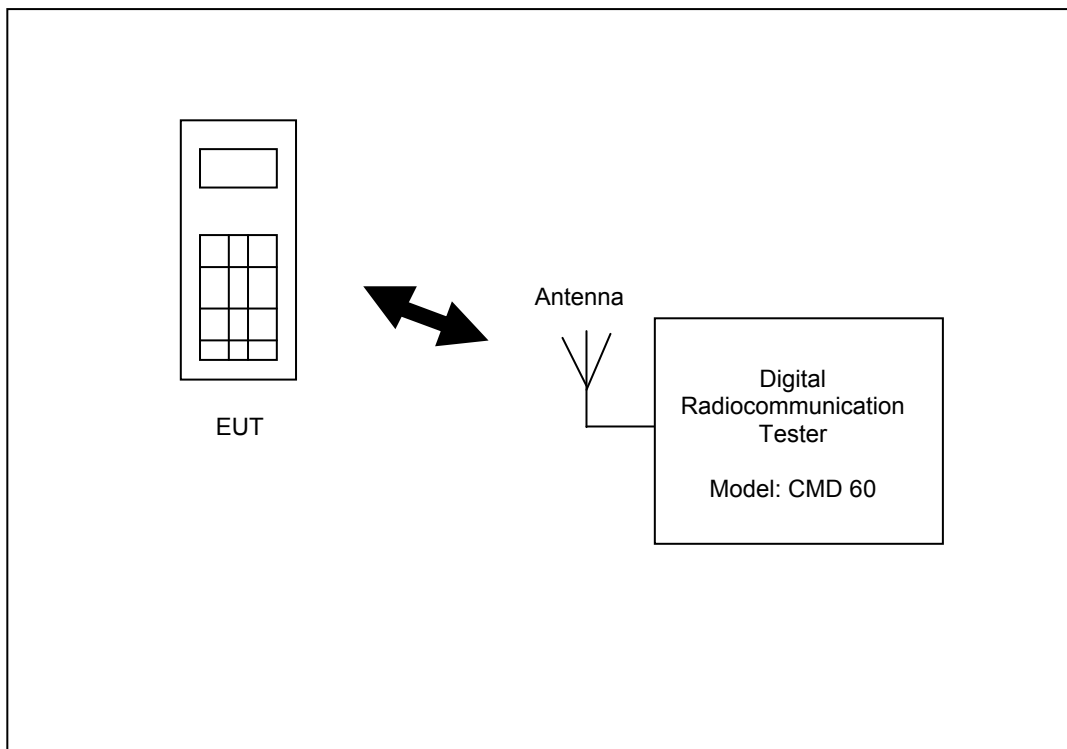 EUT
Antenna
Digital
Radiocommunication
Tester
Model: CMD 60